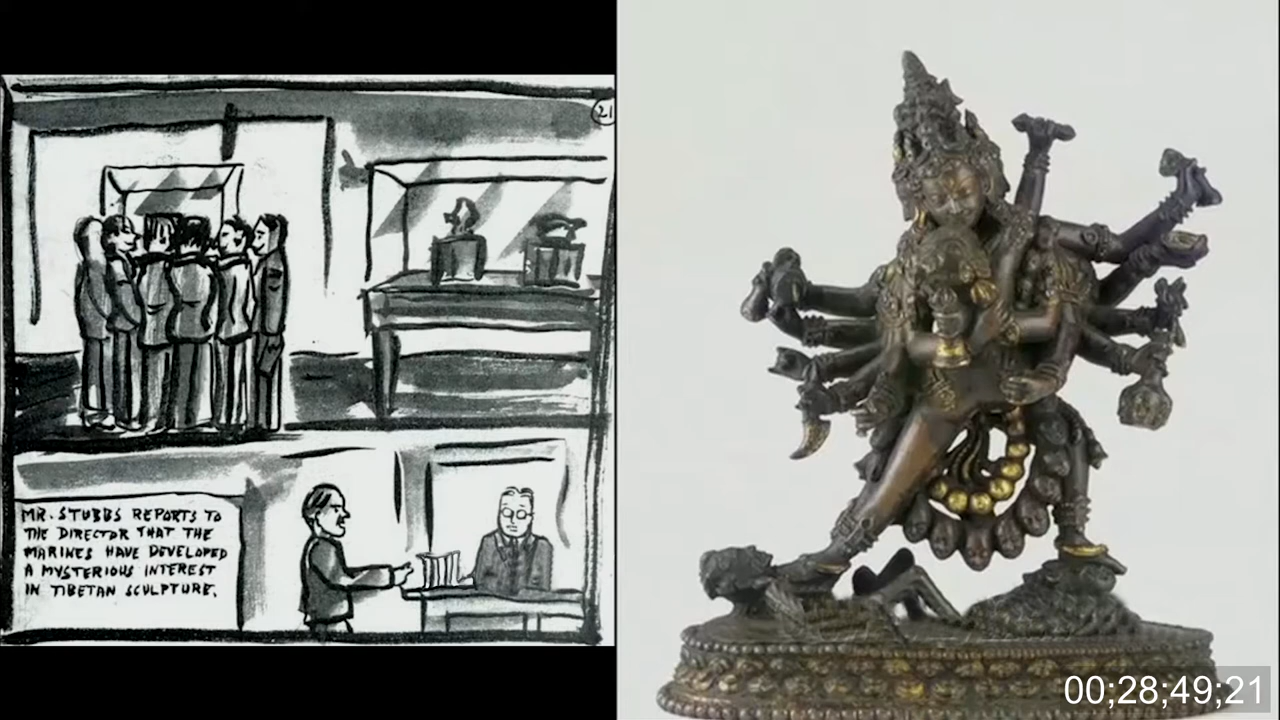 21
MR. STUBBS REPORTS TO
THE DIRECTOR THAT THE
MARINES HAVE DEVELOPED
A MYSTERIOUS INTEREST
IN TIBETAN SCULPTURE.
00;28;49;21